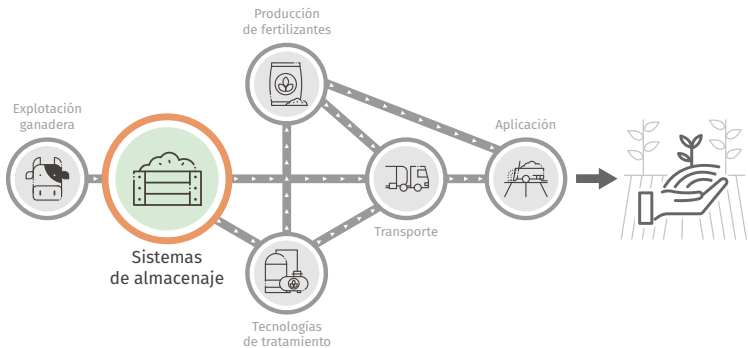 Producción
de fertilizantes
Explotación
ganadera
Aplicación
Sistemas
de almacenaje
Transporte
Tecnologías
de tratamiento